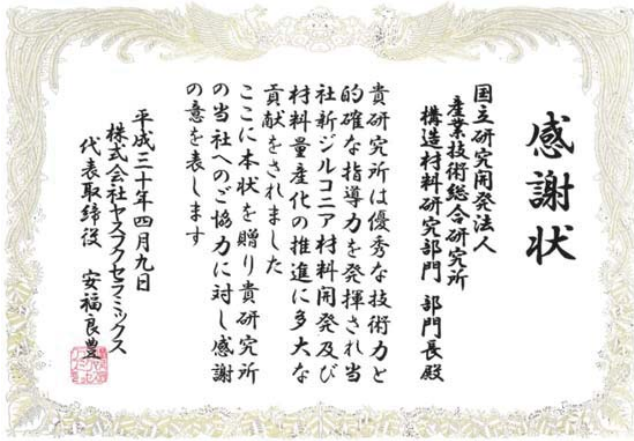 感謝状
国立研究開発法人
産業技術総合研究所
構造材料研究部門 部門長殿
貴研究所は優秀な技術力と
的確な指導力を発揮され当
社新ジルコニア材料開発及び
材料量産化の推進に多大な
貢献をされました
ここに本状を贈り貴研究所
の当社へのご協力に対し感謝
の意を表します
平成三十年四月九日
株式会社ヤスフクセラミックス
代表取締役 安福良豊